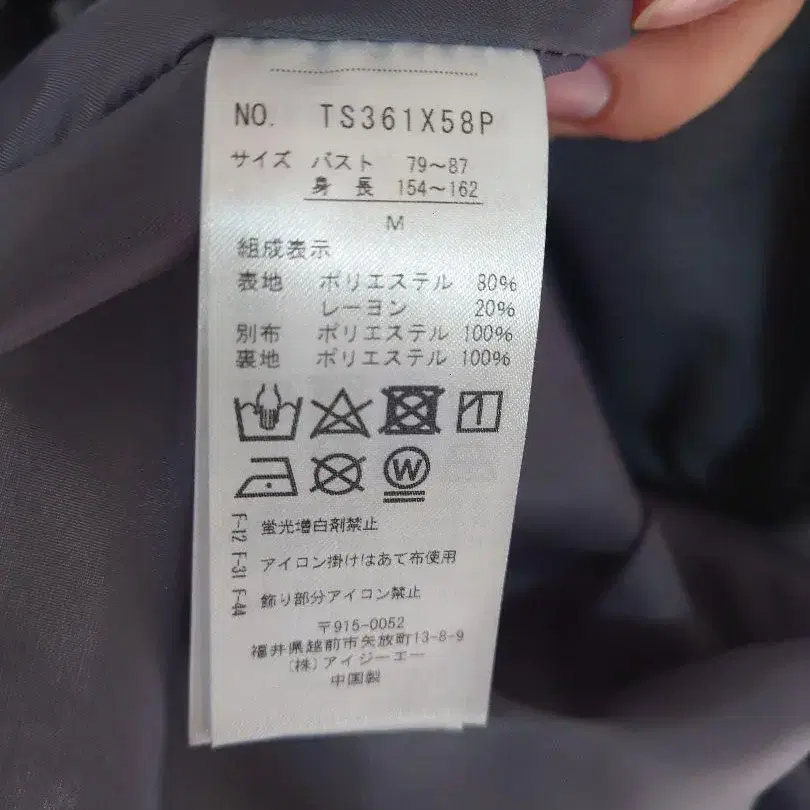 NO. TS361X58P
サイズ バスト 79～87
身長 154～162
M
組成表示
表地 ポリエステル 80%
レーヨン 20%
別布 ポリエステル 100%
裏地 ポリエステル 100%
W
F-12 蛍光増白剤禁止
F-31 アイロン掛けはあて布使用
F-44 飾り部分アイロン禁止
〒915-0052
福井県越前市矢放町13-8-9
(株)アイジーエー
中国製